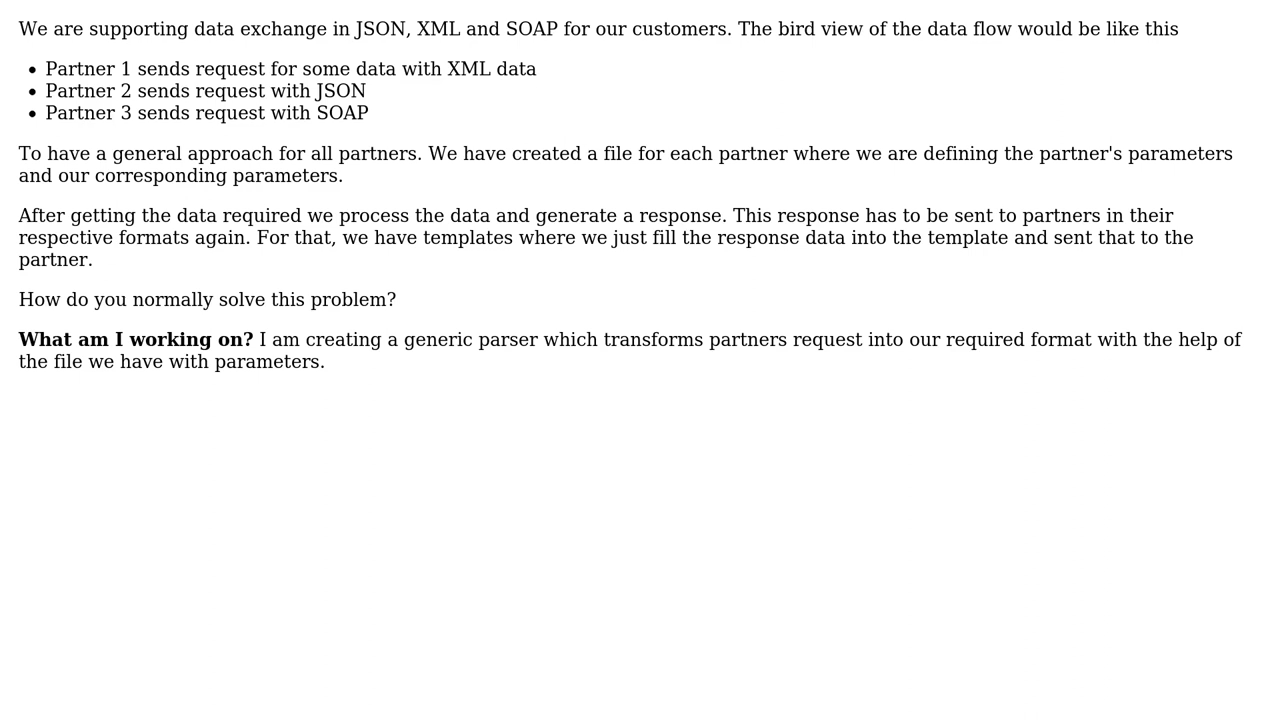 We are supporting data exchange in JSON, XML and SOAP for our customers. The bird view of the data flow would be like this
• Partner 1 sends request for some data with XML data
• Partner 2 sends request with JSON
• Partner 3 sends request with SOAP
To have a general approach for all partners. We have created a file for each partner where we are defining the partner's parameters
and our corresponding parameters.
After getting the data required we process the data and generate a response. This response has to be sent to partners in their
respective formats again. For that, we have templates where we just fill the response data into the template and sent that to the
partner.
How do you normally solve this problem?
What am I working on? I am creating a generic parser which transforms partners request into our required format with the help of
the file we have with parameters.